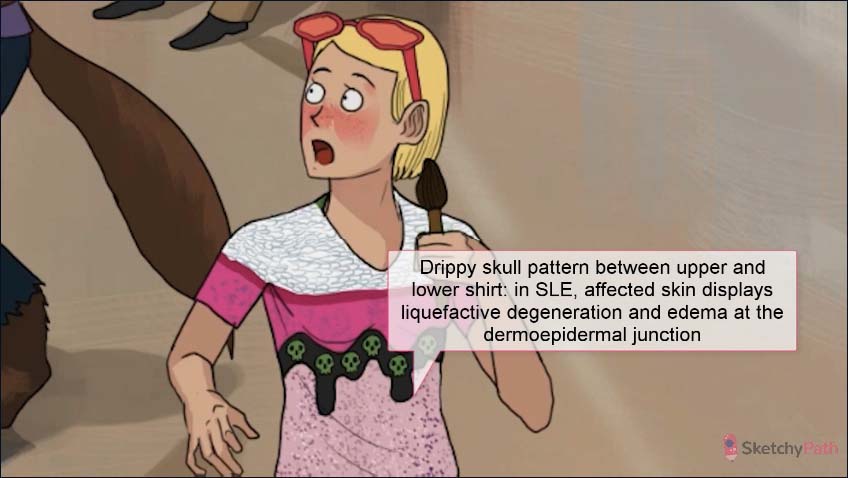 Drippy skull pattern between upper and
lower shirt: in SLE, affected skin displays
liquefactive degeneration and edema at the
dermoepidermal junction
SketchyPath